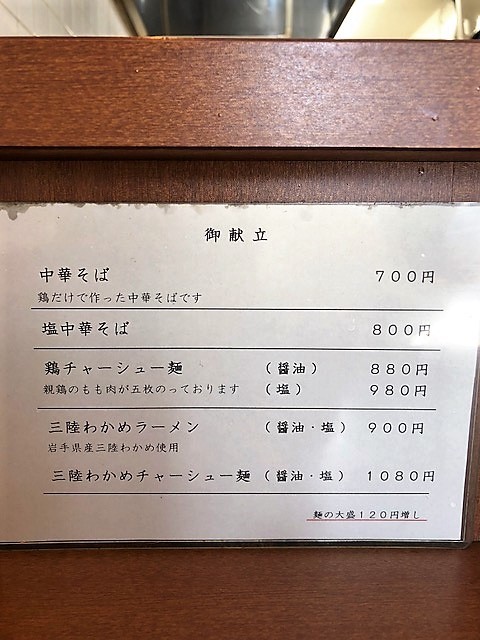 御献立
中華そば ７００円
鶏だけで作った中華そばです
塩中華そば ８００円
鶏チャーシュー麺 （醤油） ８８０円
親鶏のもも肉が五枚のっております （塩） ９８０円
三陸わかめラーメン （醤油・塩） ９００円
岩手県産三陸わかめ使用
三陸わかめチャーシュー麺 （醤油・塩） １０８０円
麺の大盛１２０円増し